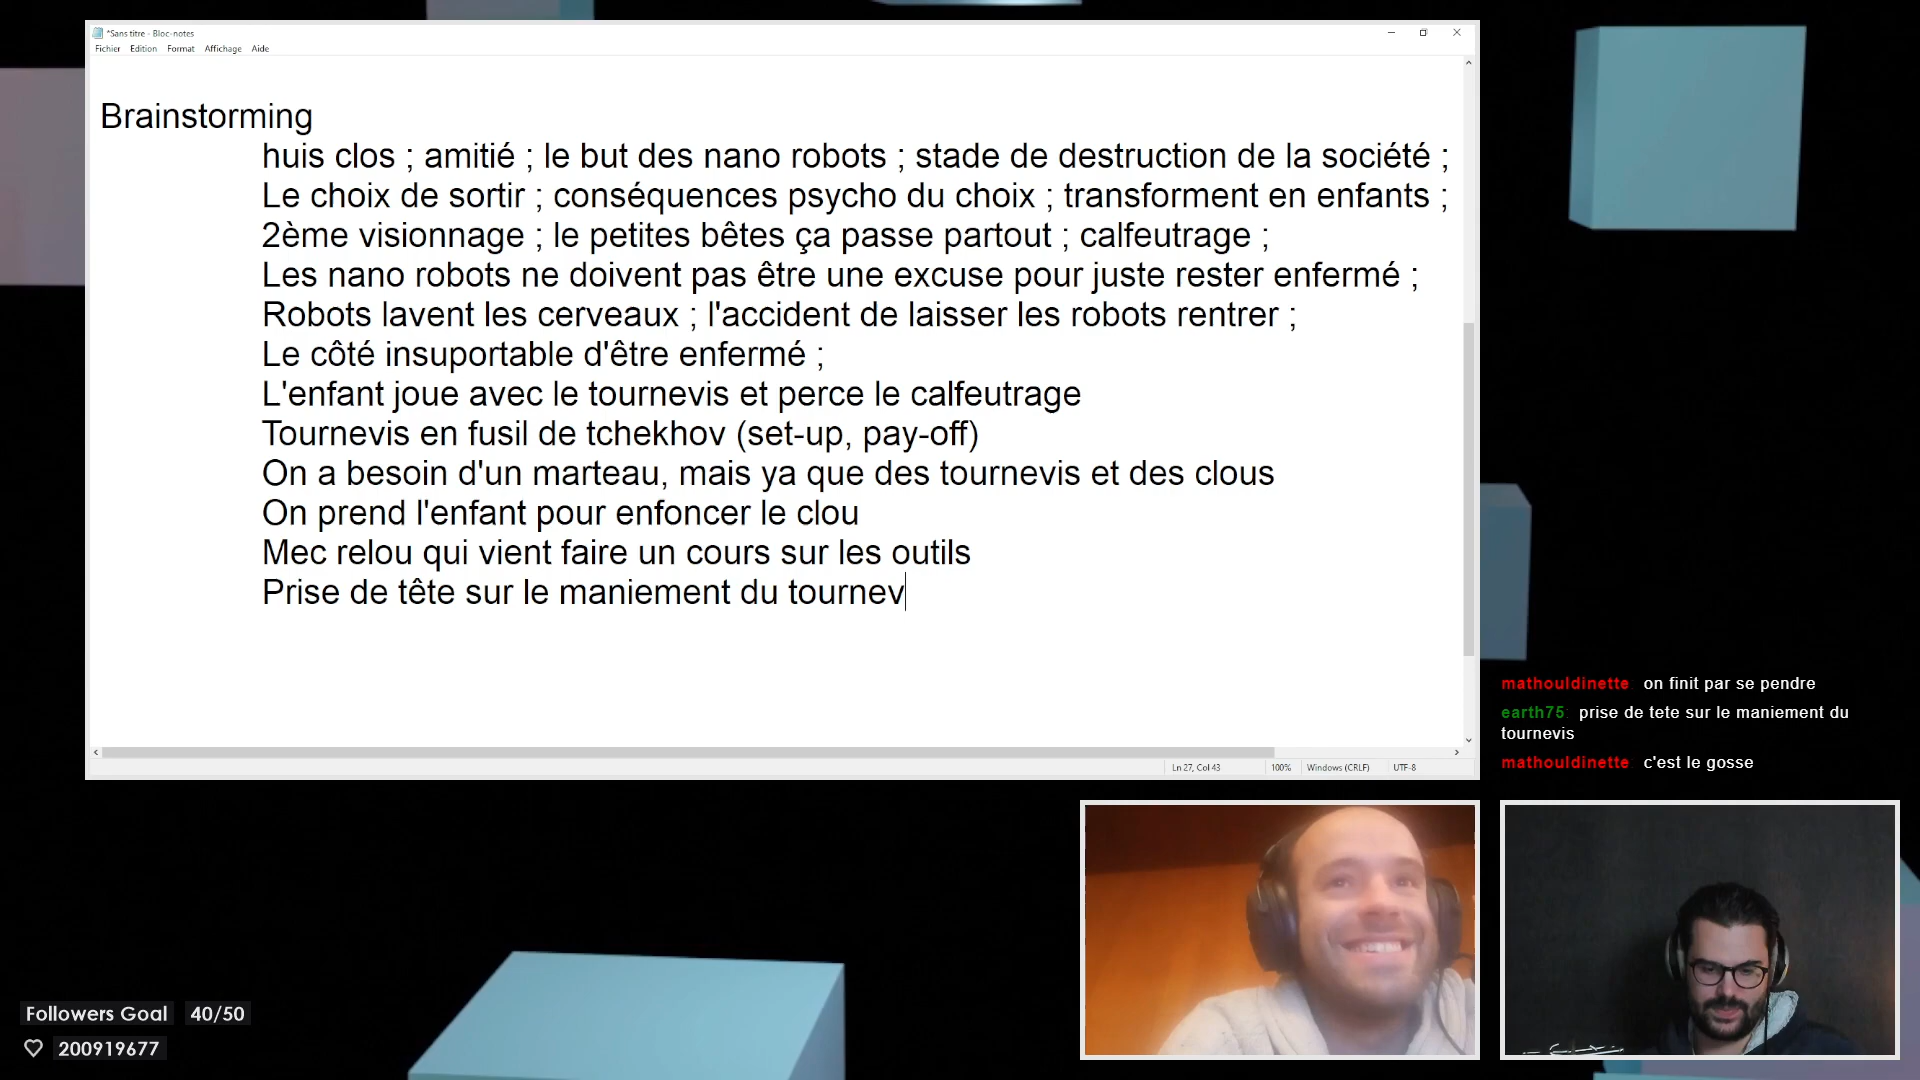 *Sans titre - Bloc-notes
Fichier Edition Format Affichage Aide
Brainstorming
huis clos ; amitié ; le but des nano robots ; stade de destruction de la société ;
Le choix de sortir ; conséquences psycho du choix ; transforment en enfants ;
2ème visionnage ; le petites bêtes ça passe partout ; calfeutrage ;
Les nano robots ne doivent pas être une excuse pour juste rester enfermé ;
Robots lavent les cerveaux ; l'accident de laisser les robots rentrer ;
Le côté insuportable d'être enfermé ;
L'enfant joue avec le tournevis et perce le calfeutrage
Tournevis en fusil de tchekhov (set-up, pay-off)
On a besoin d'un marteau, mais ya que des tournevis et des clous
On prend l'enfant pour enfoncer le clou
Mec relou qui vient faire un cours sur les outils
Prise de tête sur le maniement du tournev
Ln 27, Col 43 100% Windows (CRLF) UTF-8
mathouldinette on finit par se pendre
earth75: prise de tete sur le maniement du
tournevis
mathouldinette c'est le gosse
Followers Goal 40/50
200919677